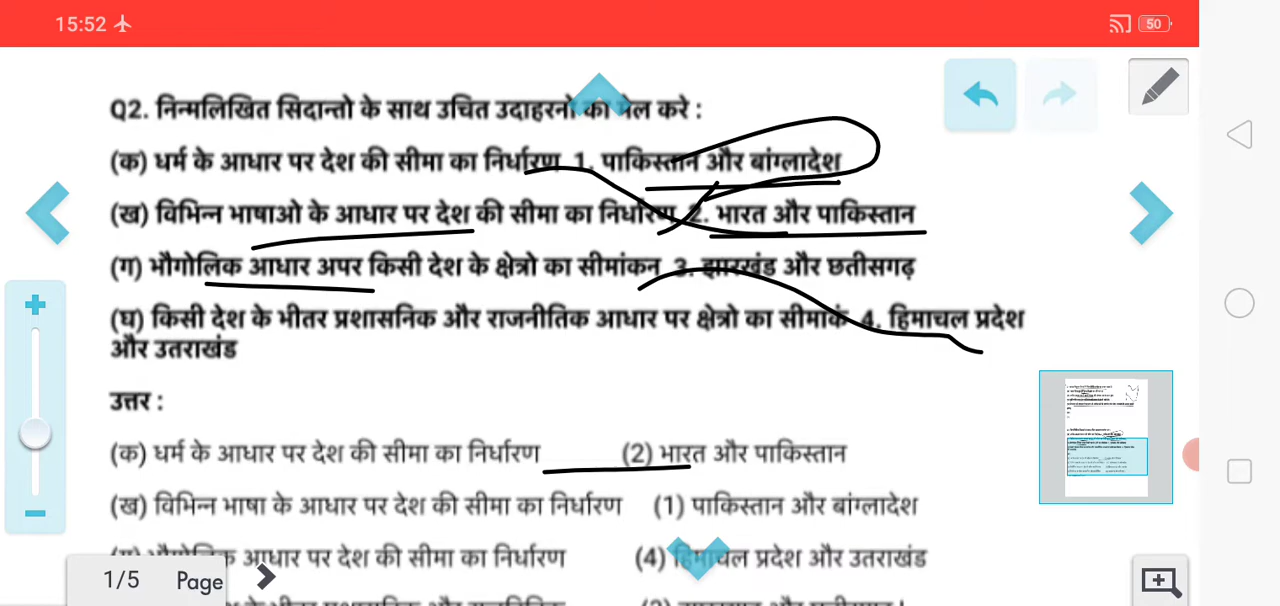 15:52
50
Q2. निन्मलिखित सिदान्तो के साथ उचित उदाहरनो का मेल करे :
(क) धर्म के आधार पर देश की सीमा का निर्धारण 1. पाकिस्तान और बांग्लादेश
(ख) विभिन्न भाषाओ के आधार पर देश की सीमा का निर्धारण 2. भारत और पाकिस्तान
(ग) भौगोलिक आधार अपर किसी देश के क्षेत्रो का सीमांकन 3. झारखंड और छतीसगढ़
(घ) किसी देश के भीतर प्रशासनिक और राजनीतिक आधार पर क्षेत्रो का सीमाकं 4. हिमाचल प्रदेश
और उतराखंड
उत्तर :
(क) धर्म के आधार पर देश की सीमा का निर्धारण (2) भारत और पाकिस्तान
(ख) विभिन्न भाषा के आधार पर देश की सीमा का निर्धारण (1) पाकिस्तान और बांग्लादेश
आधार पर देश की सीमा का निर्धारण (4) हिमाचल प्रदेश और उतराखंड
1/5 Page